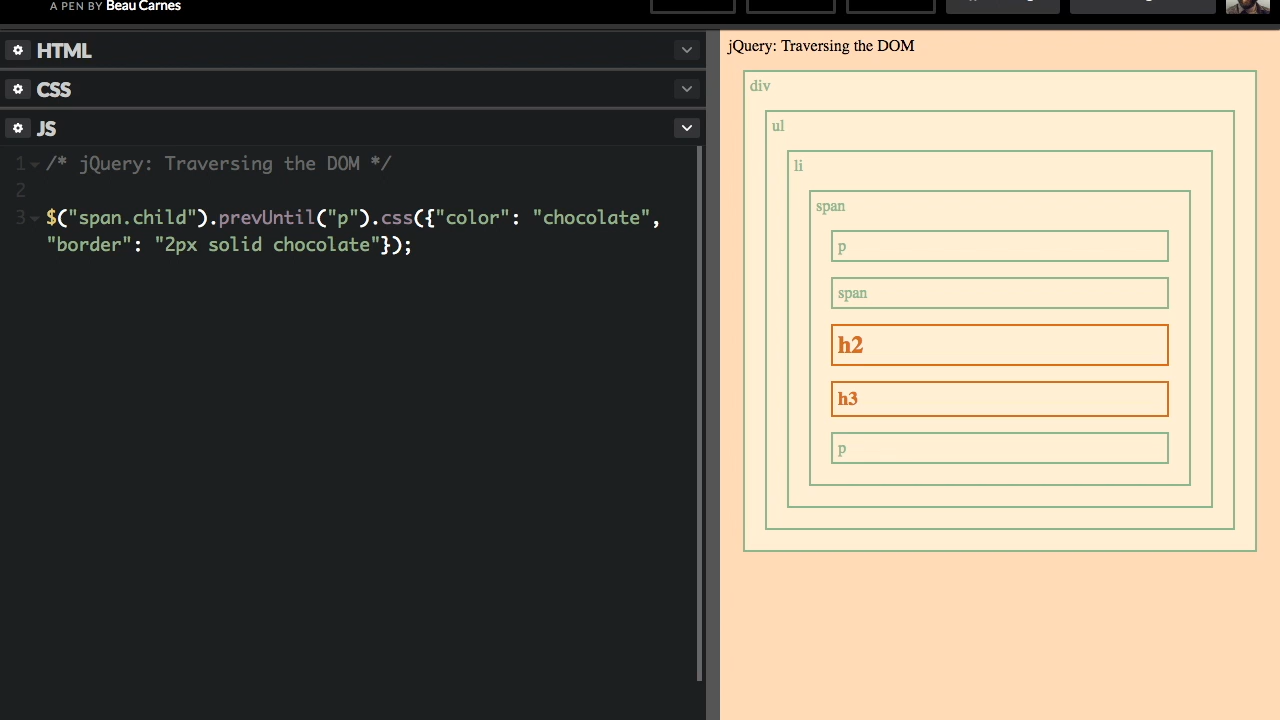 A PEN BY Beau Carnes
HTML
CSS
JS
1 /* jQuery: Traversing the DOM */
2
3 $("span.child").prevUntil("p").css({"color": "chocolate",
"border": "2px solid chocolate"});
jQuery: Traversing the DOM
div
ul
li
span
p
span
h2
h3
p